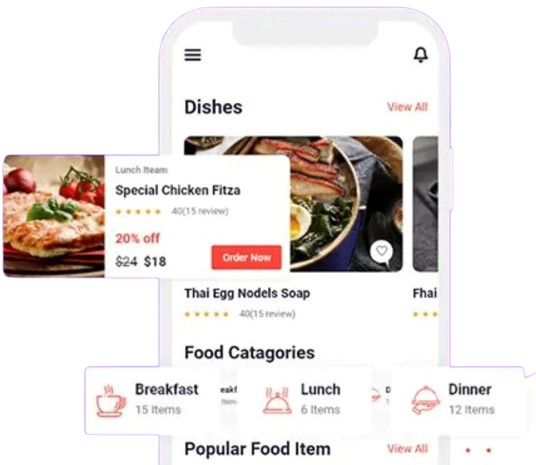 Dishes
View All
Lunch Iteam
Special Chicken Fitza
40(15 review)
20% off
$24 $18
Order Now
Thai Egg Nodels Soap
Fhai
40(15 review)
Food Catagories
Breakfast
15 Items
Lunch
6 Items
Dinner
12 Items
Popular Food Item
View All